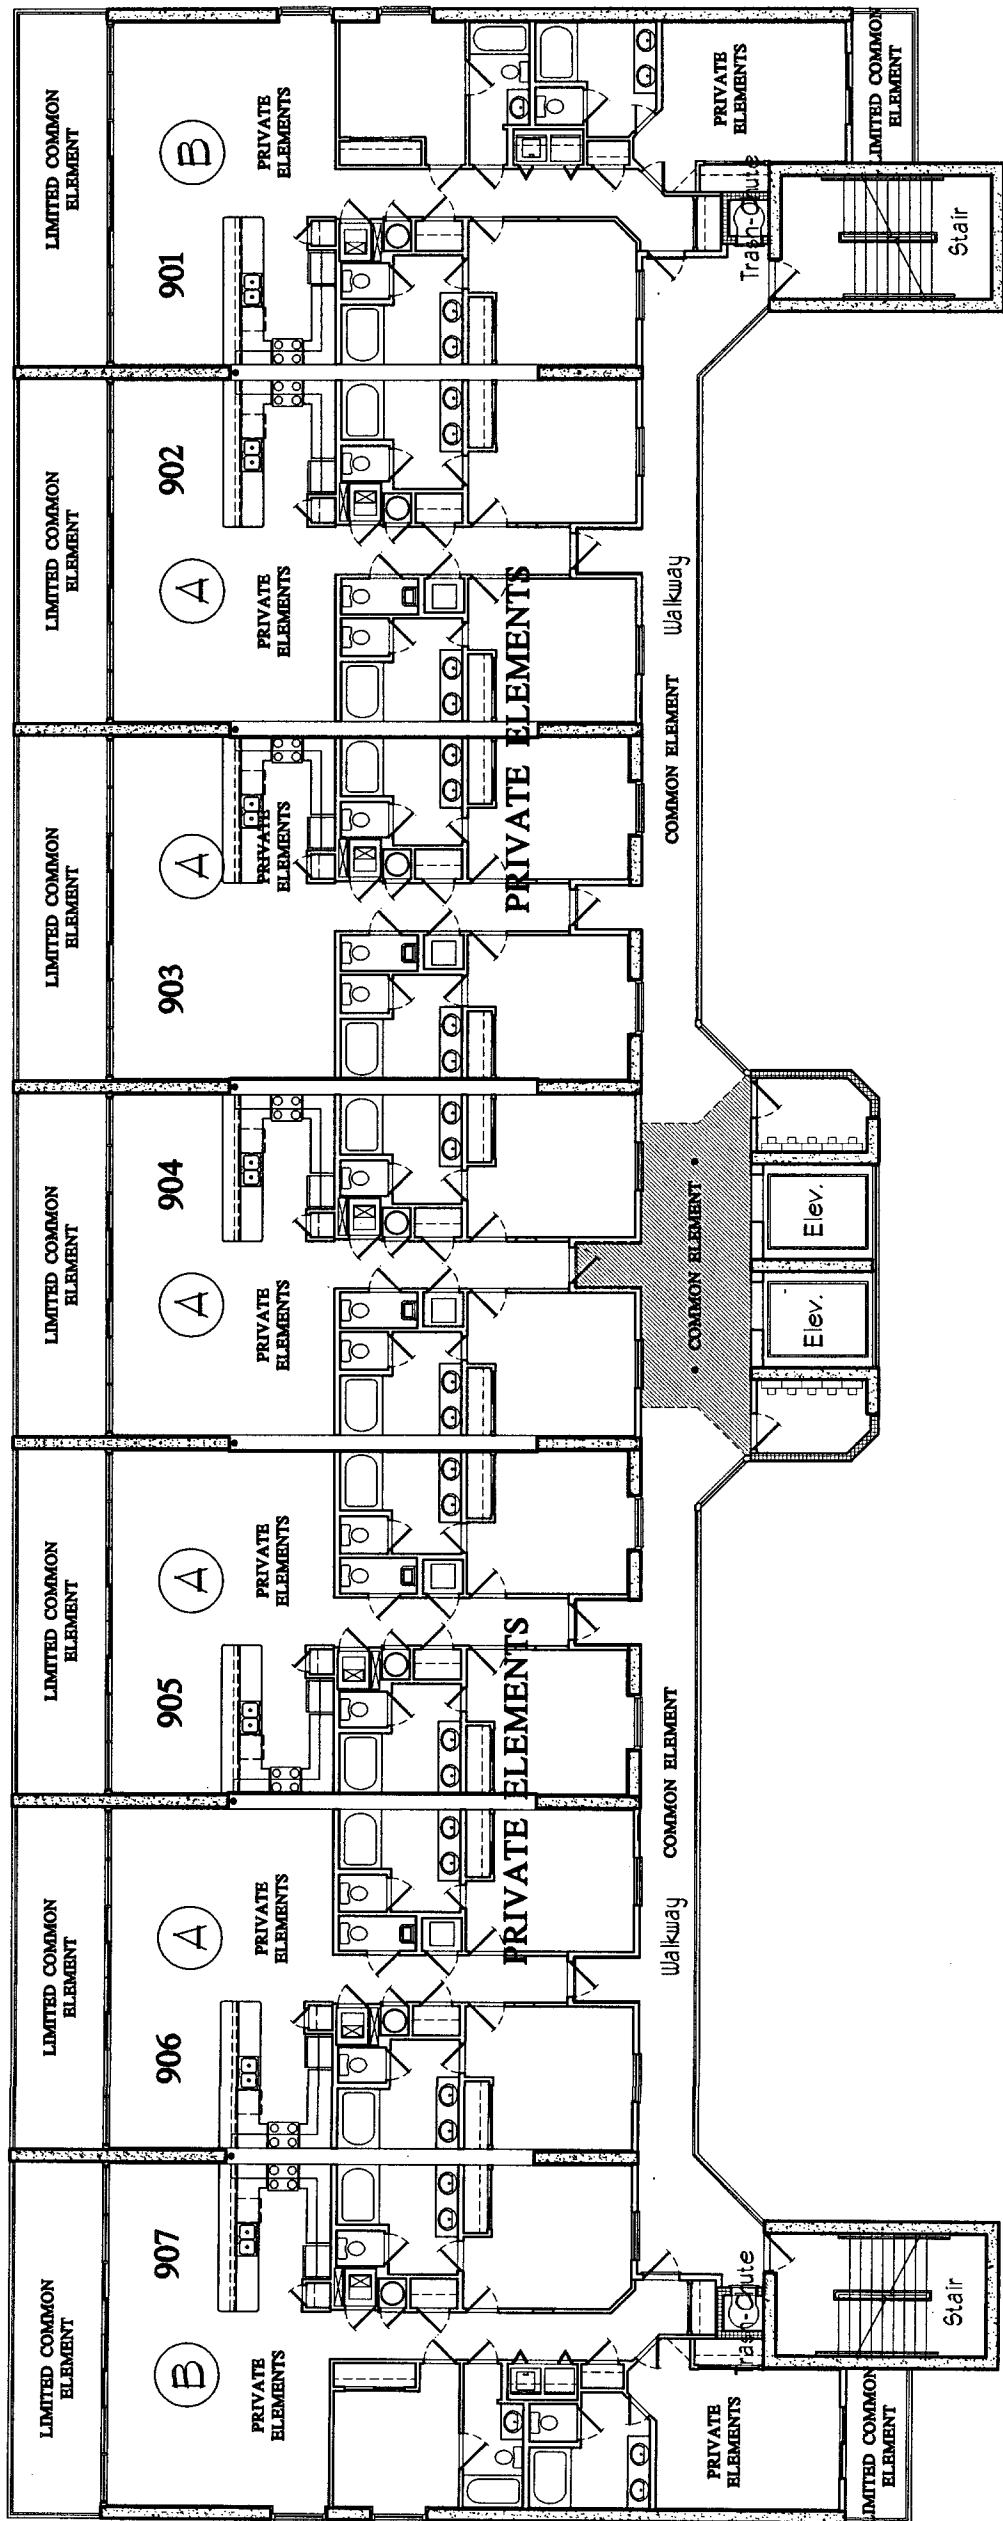 LIMITED COMMON
ELEMENT
B
PRIVATE
ELEMENTS
901
PRIVATE
ELEMENTS
LIMITED COMMON
ELEMENT
Trash-Chute
Stair
LIMITED COMMON
ELEMENT
902
A
PRIVATE
ELEMENTS
Walkway
LIMITED COMMON
ELEMENT
A
PRIVATE
ELEMENTS
903
PRIVATE ELEMENTS
COMMON ELEMENT
LIMITED COMMON
ELEMENT
904
A
PRIVATE
ELEMENTS
COMMON ELEMENT
Elev.
Elev.
LIMITED COMMON
ELEMENT
A
PRIVATE
ELEMENTS
905
PRIVATE ELEMENTS
COMMON ELEMENT
LIMITED COMMON
ELEMENT
A
PRIVATE
ELEMENTS
906
Walkway
LIMITED COMMON
ELEMENT
907
B
PRIVATE
ELEMENTS
Trash-Chute
Stair
PRIVATE
ELEMENTS
LIMITED COMMON
ELEMENT